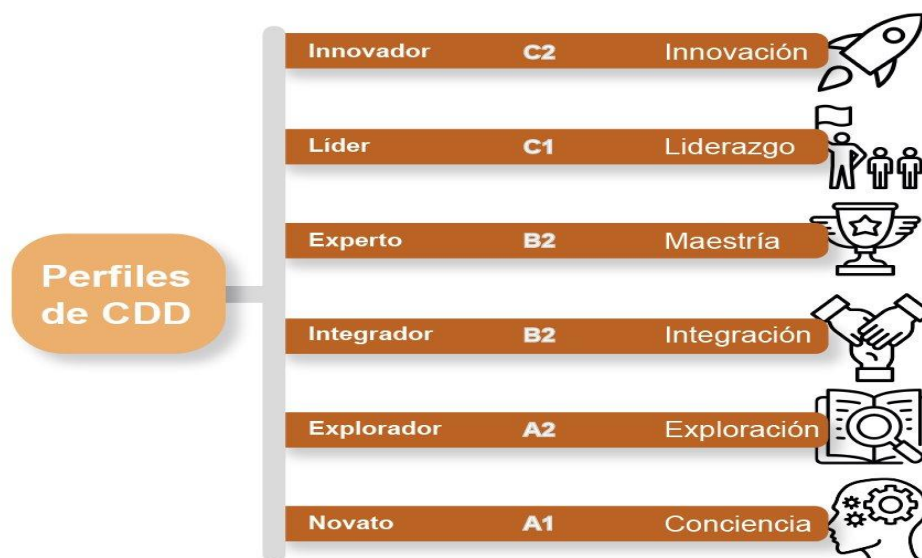 Perfiles
de CDD
Innovador C2 Innovación
Líder C1 Liderazgo
Experto B2 Maestría
Integrador B2 Integración
Explorador A2 Exploración
Novato A1 Conciencia